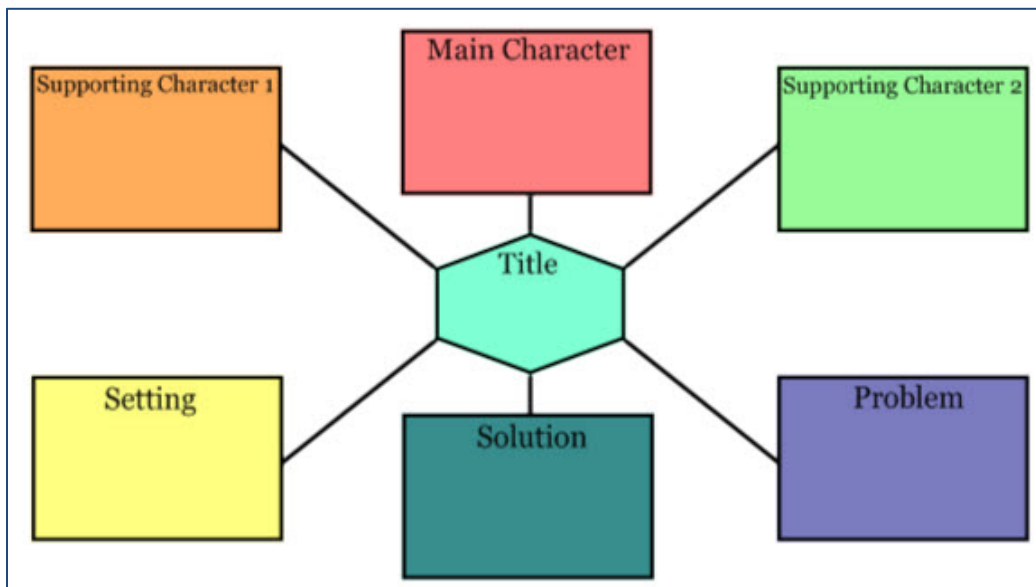 Main Character
Supporting Character 1
Supporting Character 2
Title
Setting
Solution
Problem